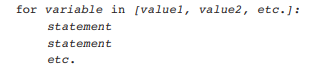 for variable in [value1, value2, etc.]:
    statement
    statement
    etc.